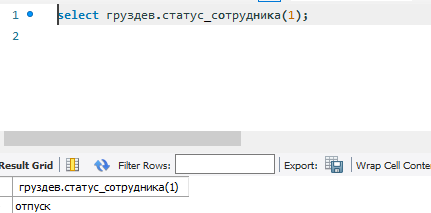 1 select груздев.статус_сотрудника(1);
2
Result Grid Filter Rows: Export: Wrap Cell Conte
груздев.статус_сотрудника(1)
отпуск